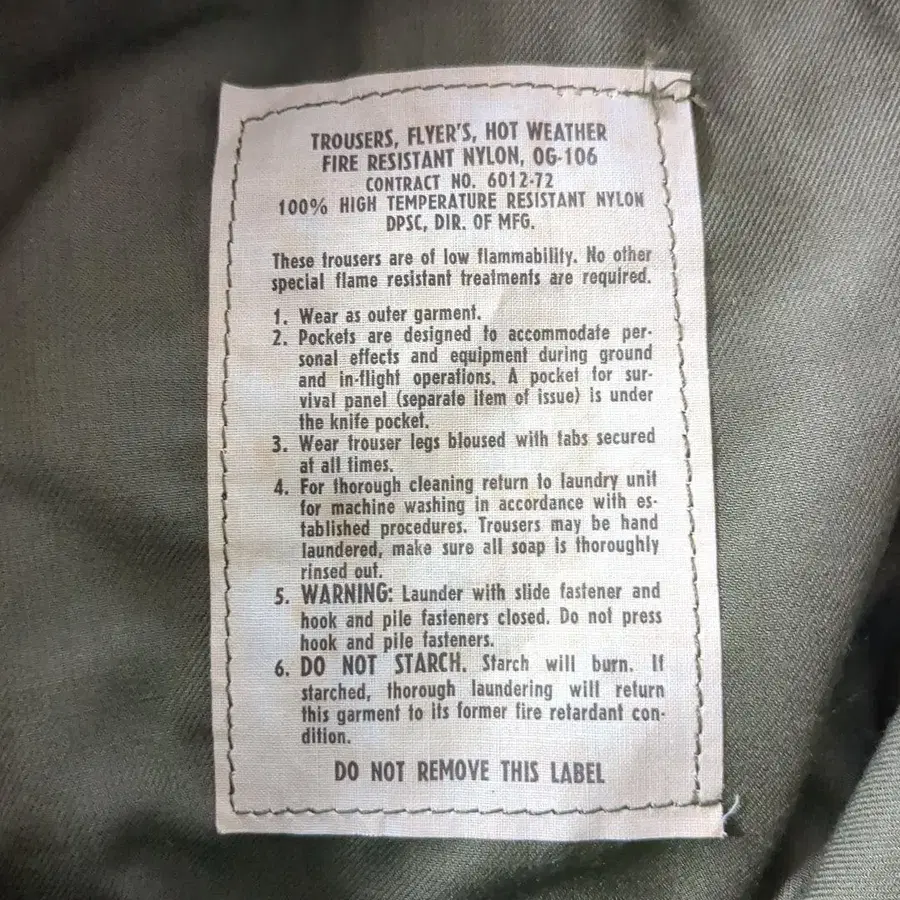 TROUSERS, FLYER'S, HOT WEATHER
FIRE RESISTANT NYLON, OG-106
CONTRACT NO. 6012-72
100% HIGH TEMPERATURE RESISTANT NYLON
DPSC, DIR. OF MFG.
These trousers are of low flammability. No other
special flame resistant treatments are required.
1. Wear as outer garment.
2. Pockets are designed to accommodate per-
sonal effects and equipment during ground
and in-flight operations. A pocket for sur-
vival panel (separate item of issue) is under
the knife pocket.
3. Wear trouser legs bloused with tabs secured
at all times.
4. For thorough cleaning return to laundry unit
for machine washing in accordance with es-
tablished procedures. Trousers may be hand
laundered, make sure all soap is thoroughly
rinsed out.
5. WARNING: Launder with slide fastener and
hook and pile fasteners closed. Do not press
hook and pile fasteners.
6. DO NOT STARCH. Starch will burn. If
starched, thorough laundering will return
this garment to its former fire retardant con-
dition.
DO NOT REMOVE THIS LABEL